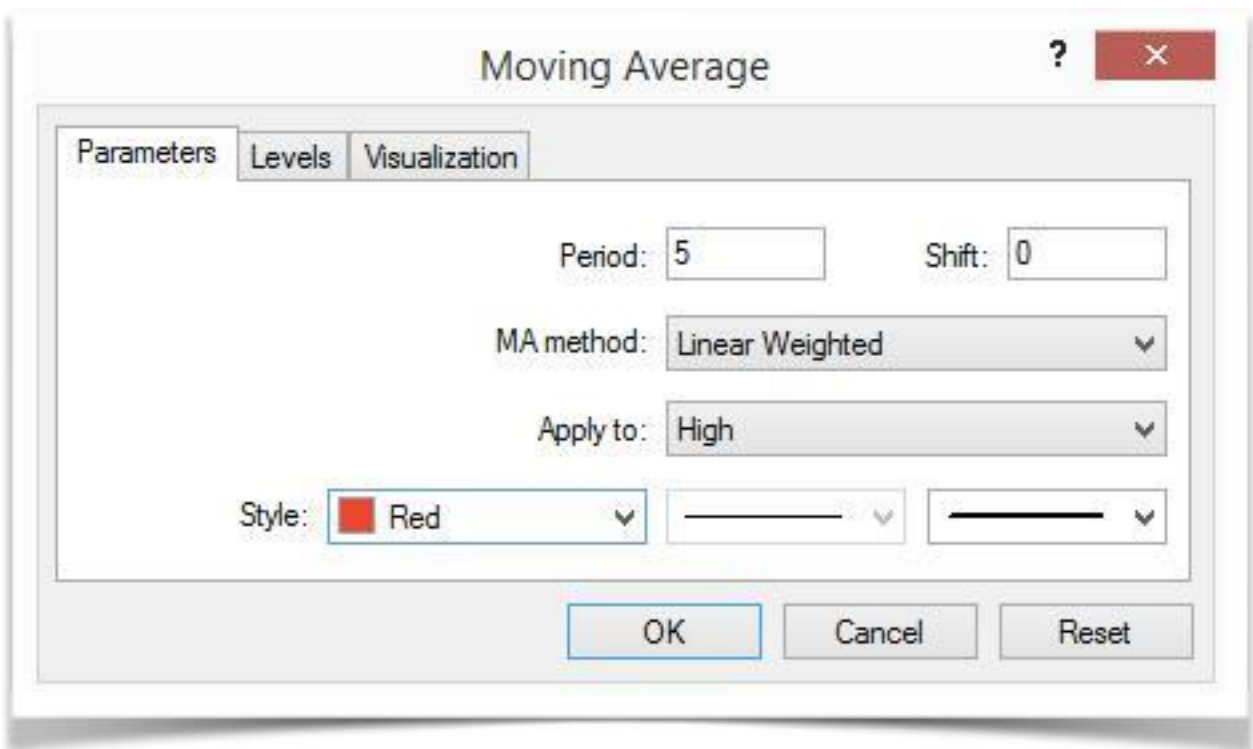 Moving Average ? ×
Parameters Levels Visualization
Period: 5 Shift: 0
MA method: Linear Weighted
Apply to: High
Style: Red
OK Cancel Reset